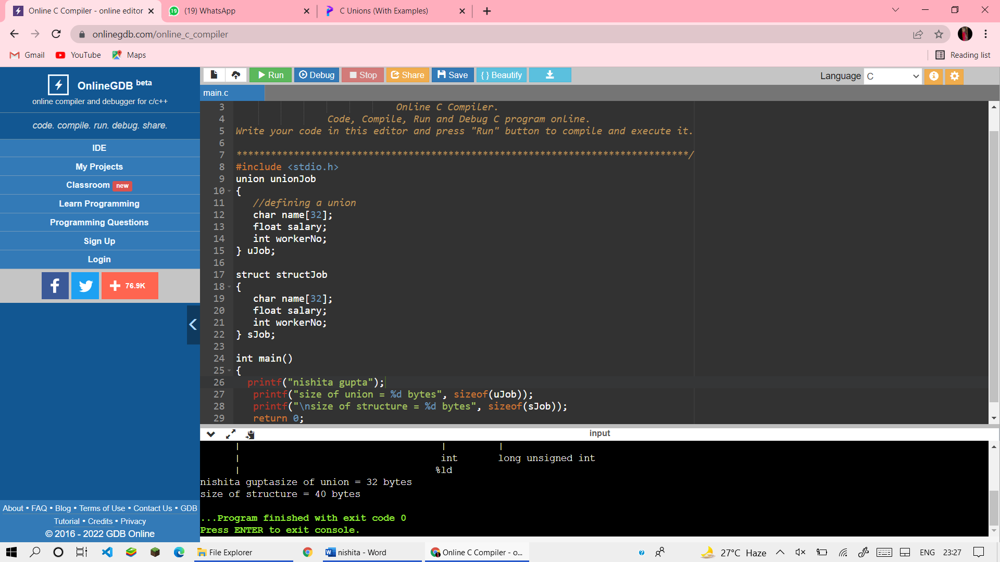 Online C Compiler - online editor
(19) WhatsApp
C Unions (With Examples)
onlinegdb.com/online_c_compiler
Gmail
YouTube
Maps
Reading list
OnlineGDB beta
online compiler and debugger for c/c++
code. compile. run. debug. share.
IDE
My Projects
Classroom new
Learn Programming
Programming Questions
Sign Up
Login
76.9K
About • FAQ • Blog • Terms of Use • Contact Us • GDB
Tutorial • Credits • Privacy
© 2016 - 2022 GDB Online
Run
Debug
Stop
Share
Save
{ } Beautify
Language C
main.c
3 Online C Compiler.
4 Code, Compile, Run and Debug C program online.
5 Write your code in this editor and press "Run" button to compile and execute it.
6
7 *******************************************************************************/
8 #include <stdio.h>
9 union unionJob
10 {
11 //defining a union
12 char name[32];
13 float salary;
14 int workerNo;
15 } uJob;
16
17 struct structJob
18 {
19 char name[32];
20 float salary;
21 int workerNo;
22 } sJob;
23
24 int main()
25 {
26 printf("nishita gupta");
27 printf("size of union = %d bytes", sizeof(uJob));
28 printf("\nsize of structure = %d bytes", sizeof(sJob));
29 return 0;
input
| | |
| int long unsigned int
| %ld
nishita guptasize of union = 32 bytes
size of structure = 40 bytes
...Program finished with exit code 0
Press ENTER to exit console.
File Explorer
nishita - Word
Online C Compiler - o...
27°C Haze
ENG
23:27